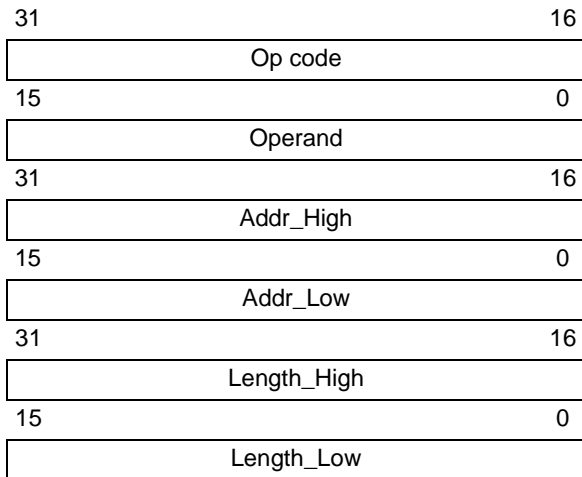 31 16
Op code
15 0
Operand
31 16
Addr_High
15 0
Addr_Low
31 16
Length_High
15 0
Length_Low